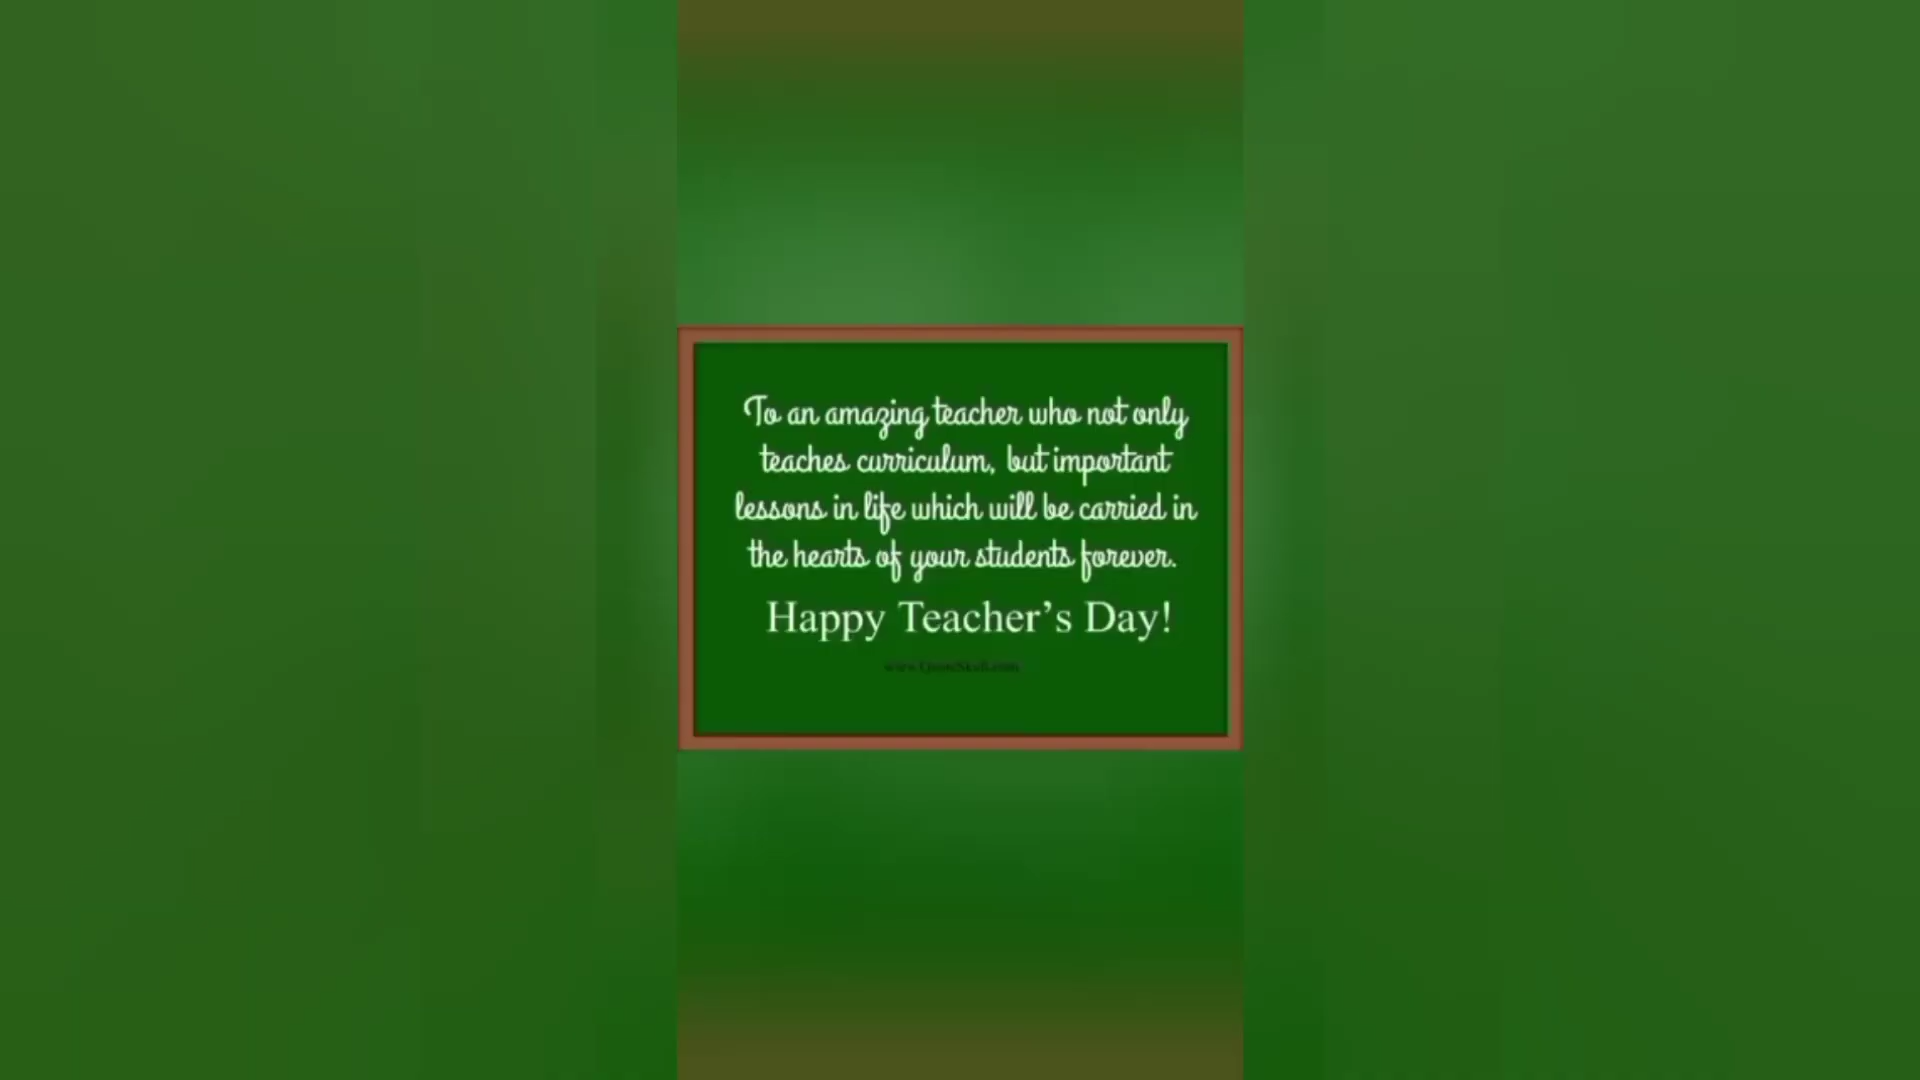 To an amazing teacher who not only
teaches curriculum, but important
lessons in life which will be carried in
the hearts of your students forever.
Happy Teacher's Day!